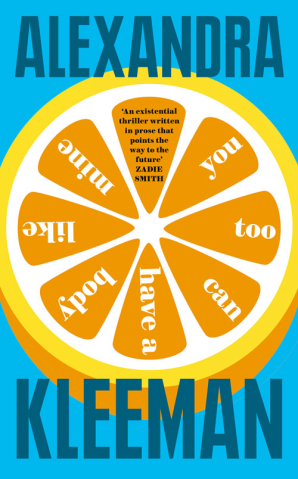 ALEXANDRA
'An existential
thriller written
in prose that
points the
way to the
future'
ZADIE
SMITH
you
too
can
have a
body
like
mine
KLEEMAN